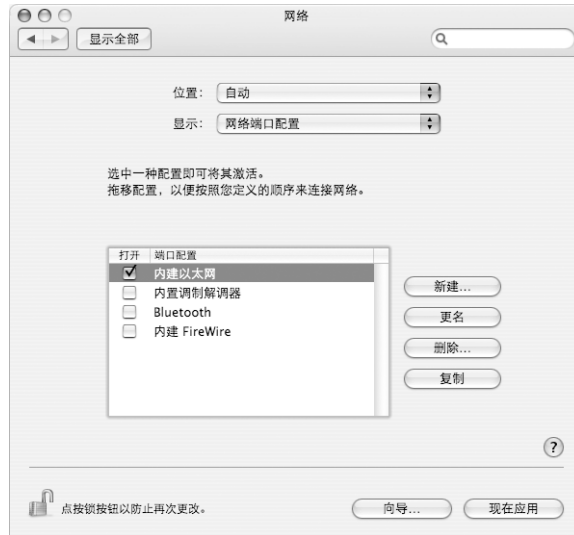 网络
显示全部
位置: 自动
显示: 网络端口配置
选中一种配置即可将其激活。
拖移配置，以便按照您定义的顺序来连接网络。
打开 端口配置
内建以太网
内置调制解调器
Bluetooth
内建 FireWire
新建...
更名
删除...
复制
?
点按锁按钮以防止再次更改。
向导...
现在应用